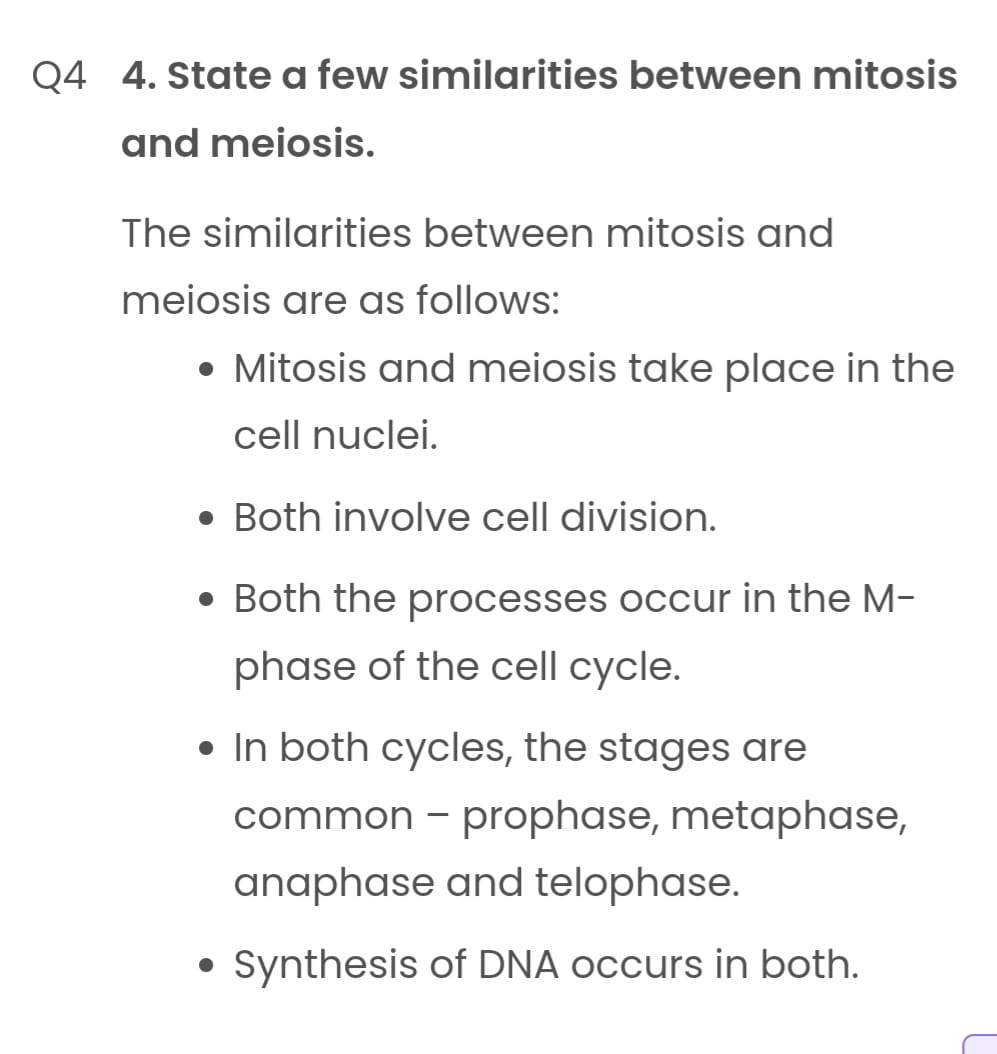 Q4 4. State a few similarities between mitosis
and meiosis.
The similarities between mitosis and
meiosis are as follows:
• Mitosis and meiosis take place in the
cell nuclei.
• Both involve cell division.
• Both the processes occur in the M-
phase of the cell cycle.
• In both cycles, the stages are
common – prophase, metaphase,
anaphase and telophase.
• Synthesis of DNA occurs in both.